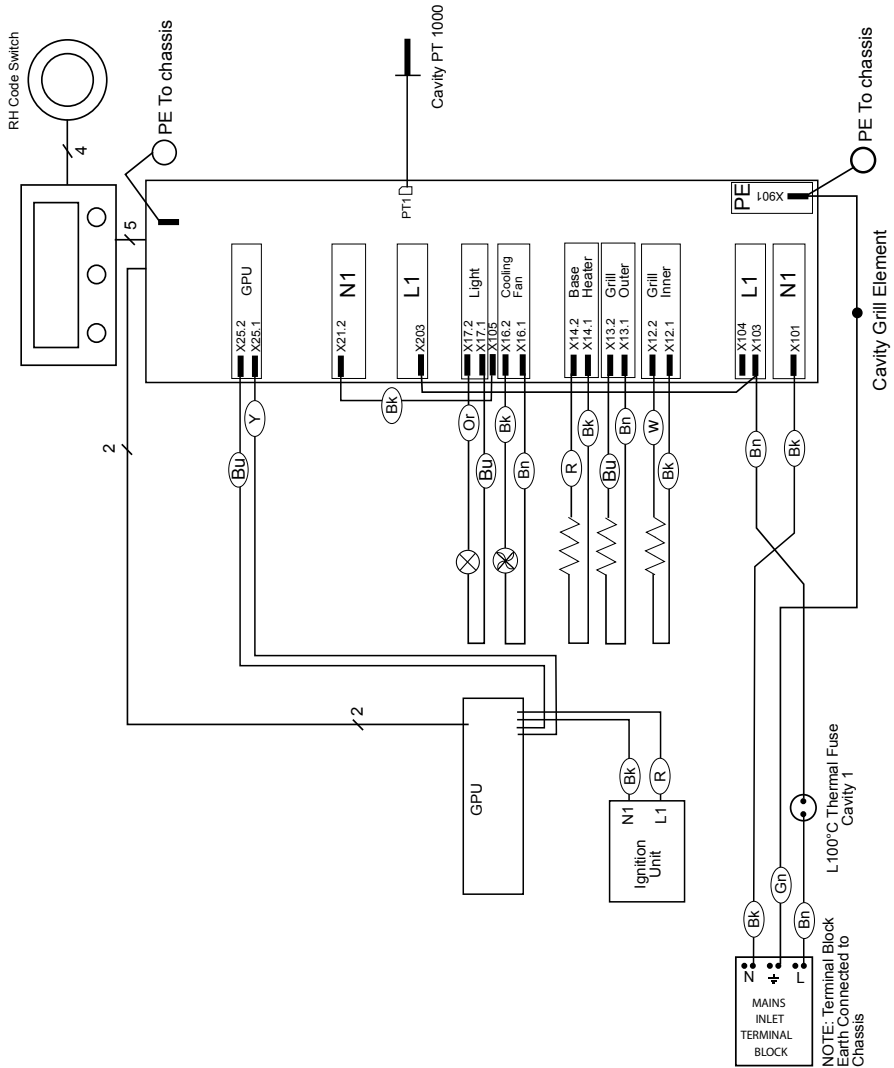 RH Code Switch
4
5
PE To chassis
2
GPU
X25.2
X25.1
Bu
Y
N1
X21.2
Bk
L1
X203
PT1
Cavity PT 1000
Light
X17.2
X17.1
X105
Or
Bu
Cooling
Fan
X16.2
X16.1
Bk
Bn
Base
Heater
X14.2
X14.1
R
Bk
Grill
Outer
X13.2
X13.1
Bu
Bn
Grill
Inner
X12.2
X12.1
W
Bk
PE
X901
PE To chassis
L1
X104
X103
Bn
N1
X101
Bk
Cavity Grill Element
2
GPU
Ignition
Unit
N1
L1
Bk
R
L100°C Thermal Fuse
Cavity 1
Bk
Gn
Bn
N
L
MAINS
INLET
TERMINAL
BLOCK
NOTE: Terminal Block
Earth Connected to
Chassis